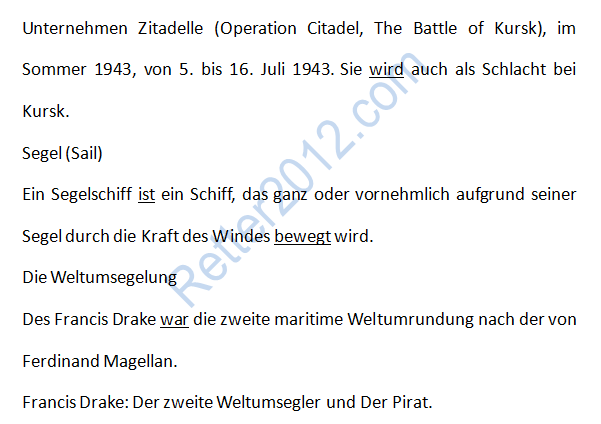 Unternehmen Zitadelle (Operation Citadel, The Battle of Kursk), im
Sommer 1943, von 5. bis 16. Juli 1943. Sie wird auch als Schlacht bei
Kursk.
Segel (Sail)
Ein Segelschiff ist ein Schiff, das ganz oder vornehmlich aufgrund seiner
Segel durch die Kraft des Windes bewegt wird.
Die Weltumsegelung
Des Francis Drake war die zweite maritime Weltumrundung nach der von
Ferdinand Magellan.
Francis Drake: Der zweite Weltumsegler und Der Pirat.
Retter2012.com